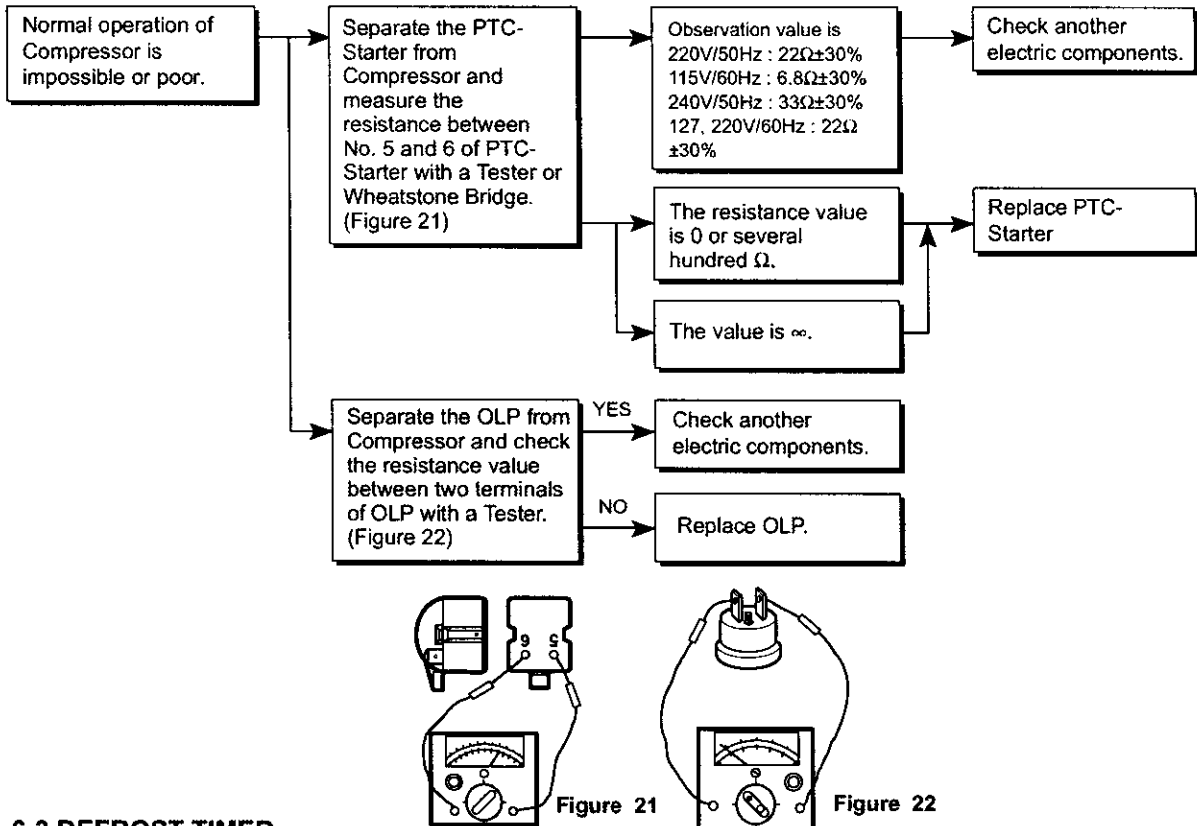 Normal operation of
Compressor is
impossible or poor.
Separate the PTC-
Starter from
Compressor and
measure the
resistance between
No. 5 and 6 of PTC-
Starter with a Tester or
Wheatstone Bridge.
(Figure 21)
Observation value is
220V/50Hz : 22Ω±30%
115V/60Hz : 6.8Ω±30%
240V/50Hz : 33Ω±30%
127, 220V/60Hz : 22Ω
±30%
Check another
electric components.
The resistance value
is 0 or several
hundred Ω.
The value is ∞.
Replace PTC-
Starter
Separate the OLP from
Compressor and check
the resistance value
between two terminals
of OLP with a Tester.
(Figure 22)
YES
Check another
electric components.
NO
Replace OLP.
6 5
Figure 21
Figure 22
6-3 DEFROST TIMER